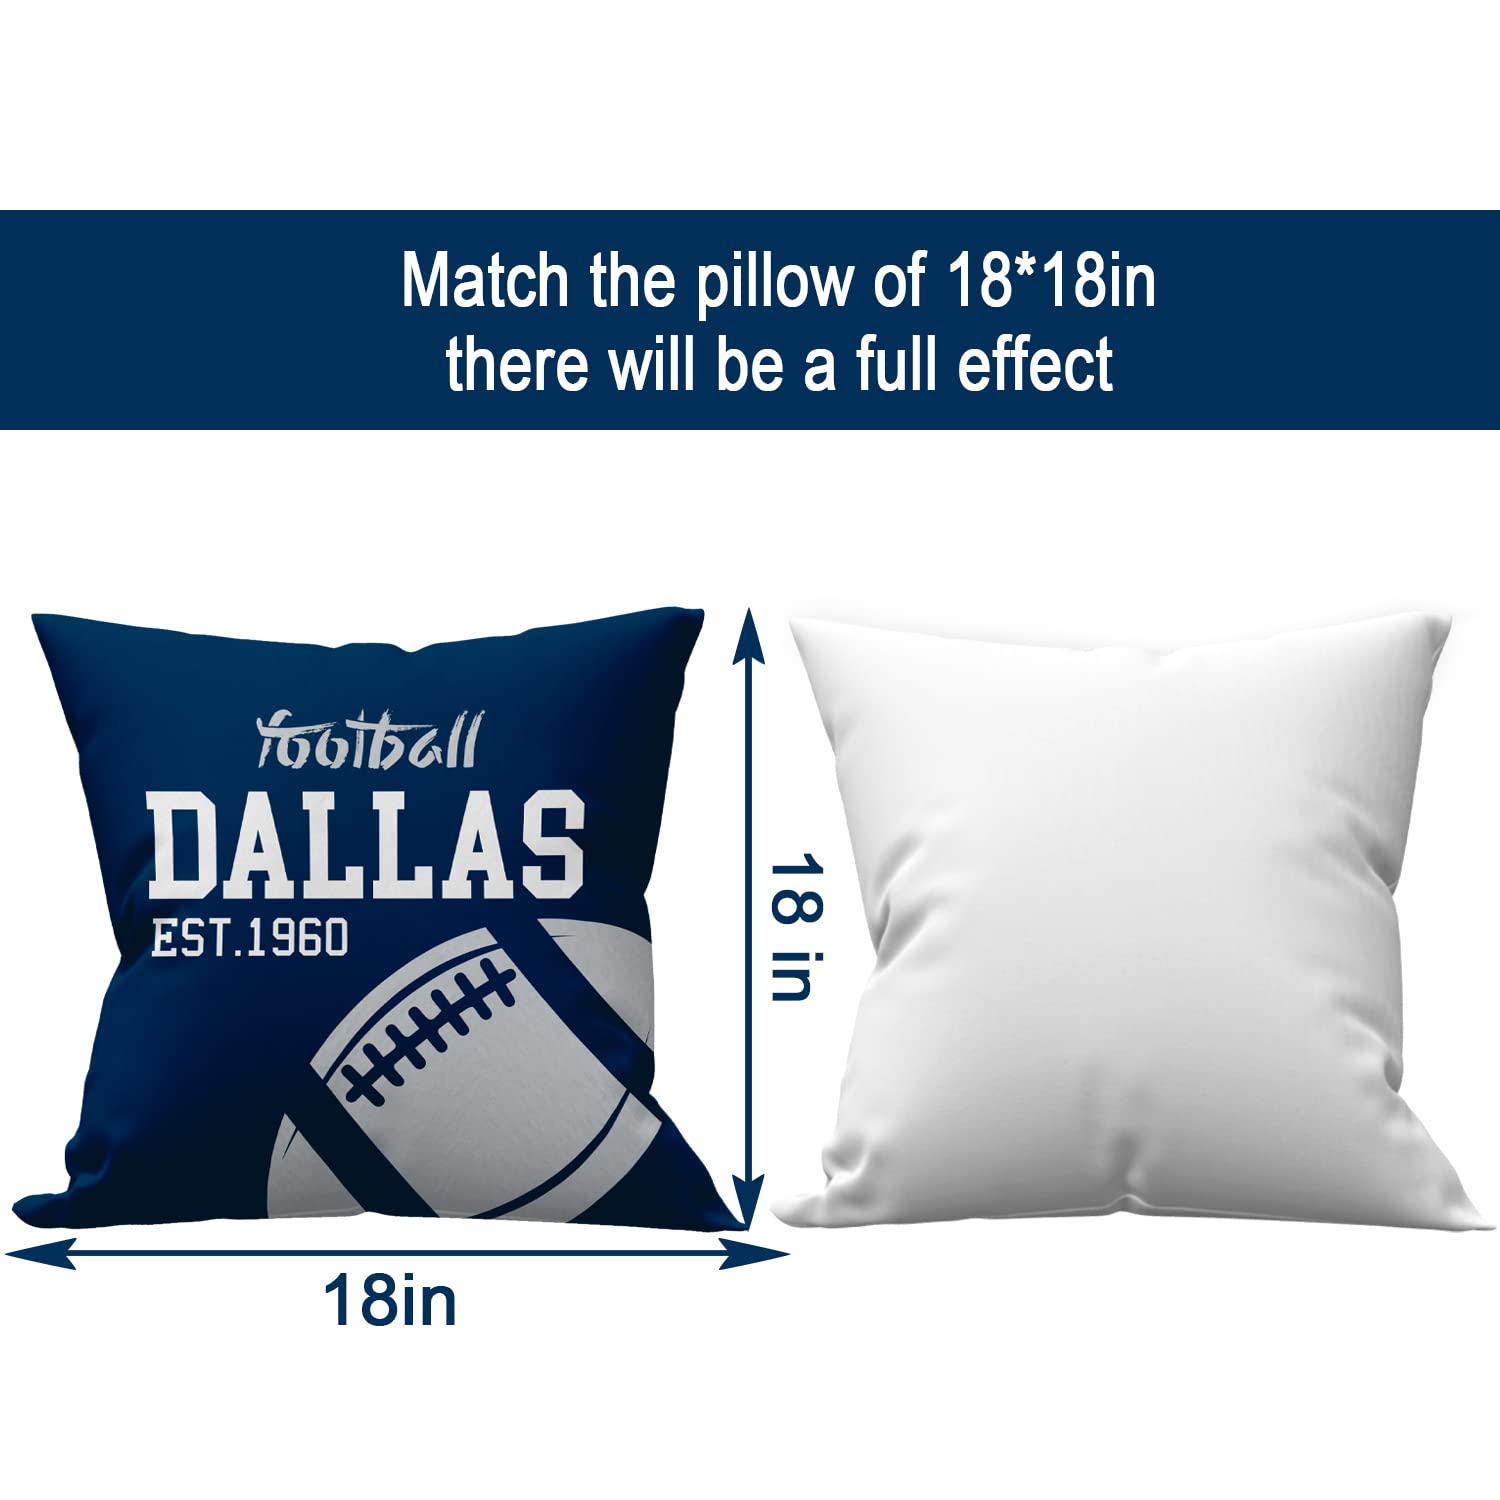 Match the pillow of 18*18in
there will be a full effect
football
DALLAS
EST.1960
18 in
18in